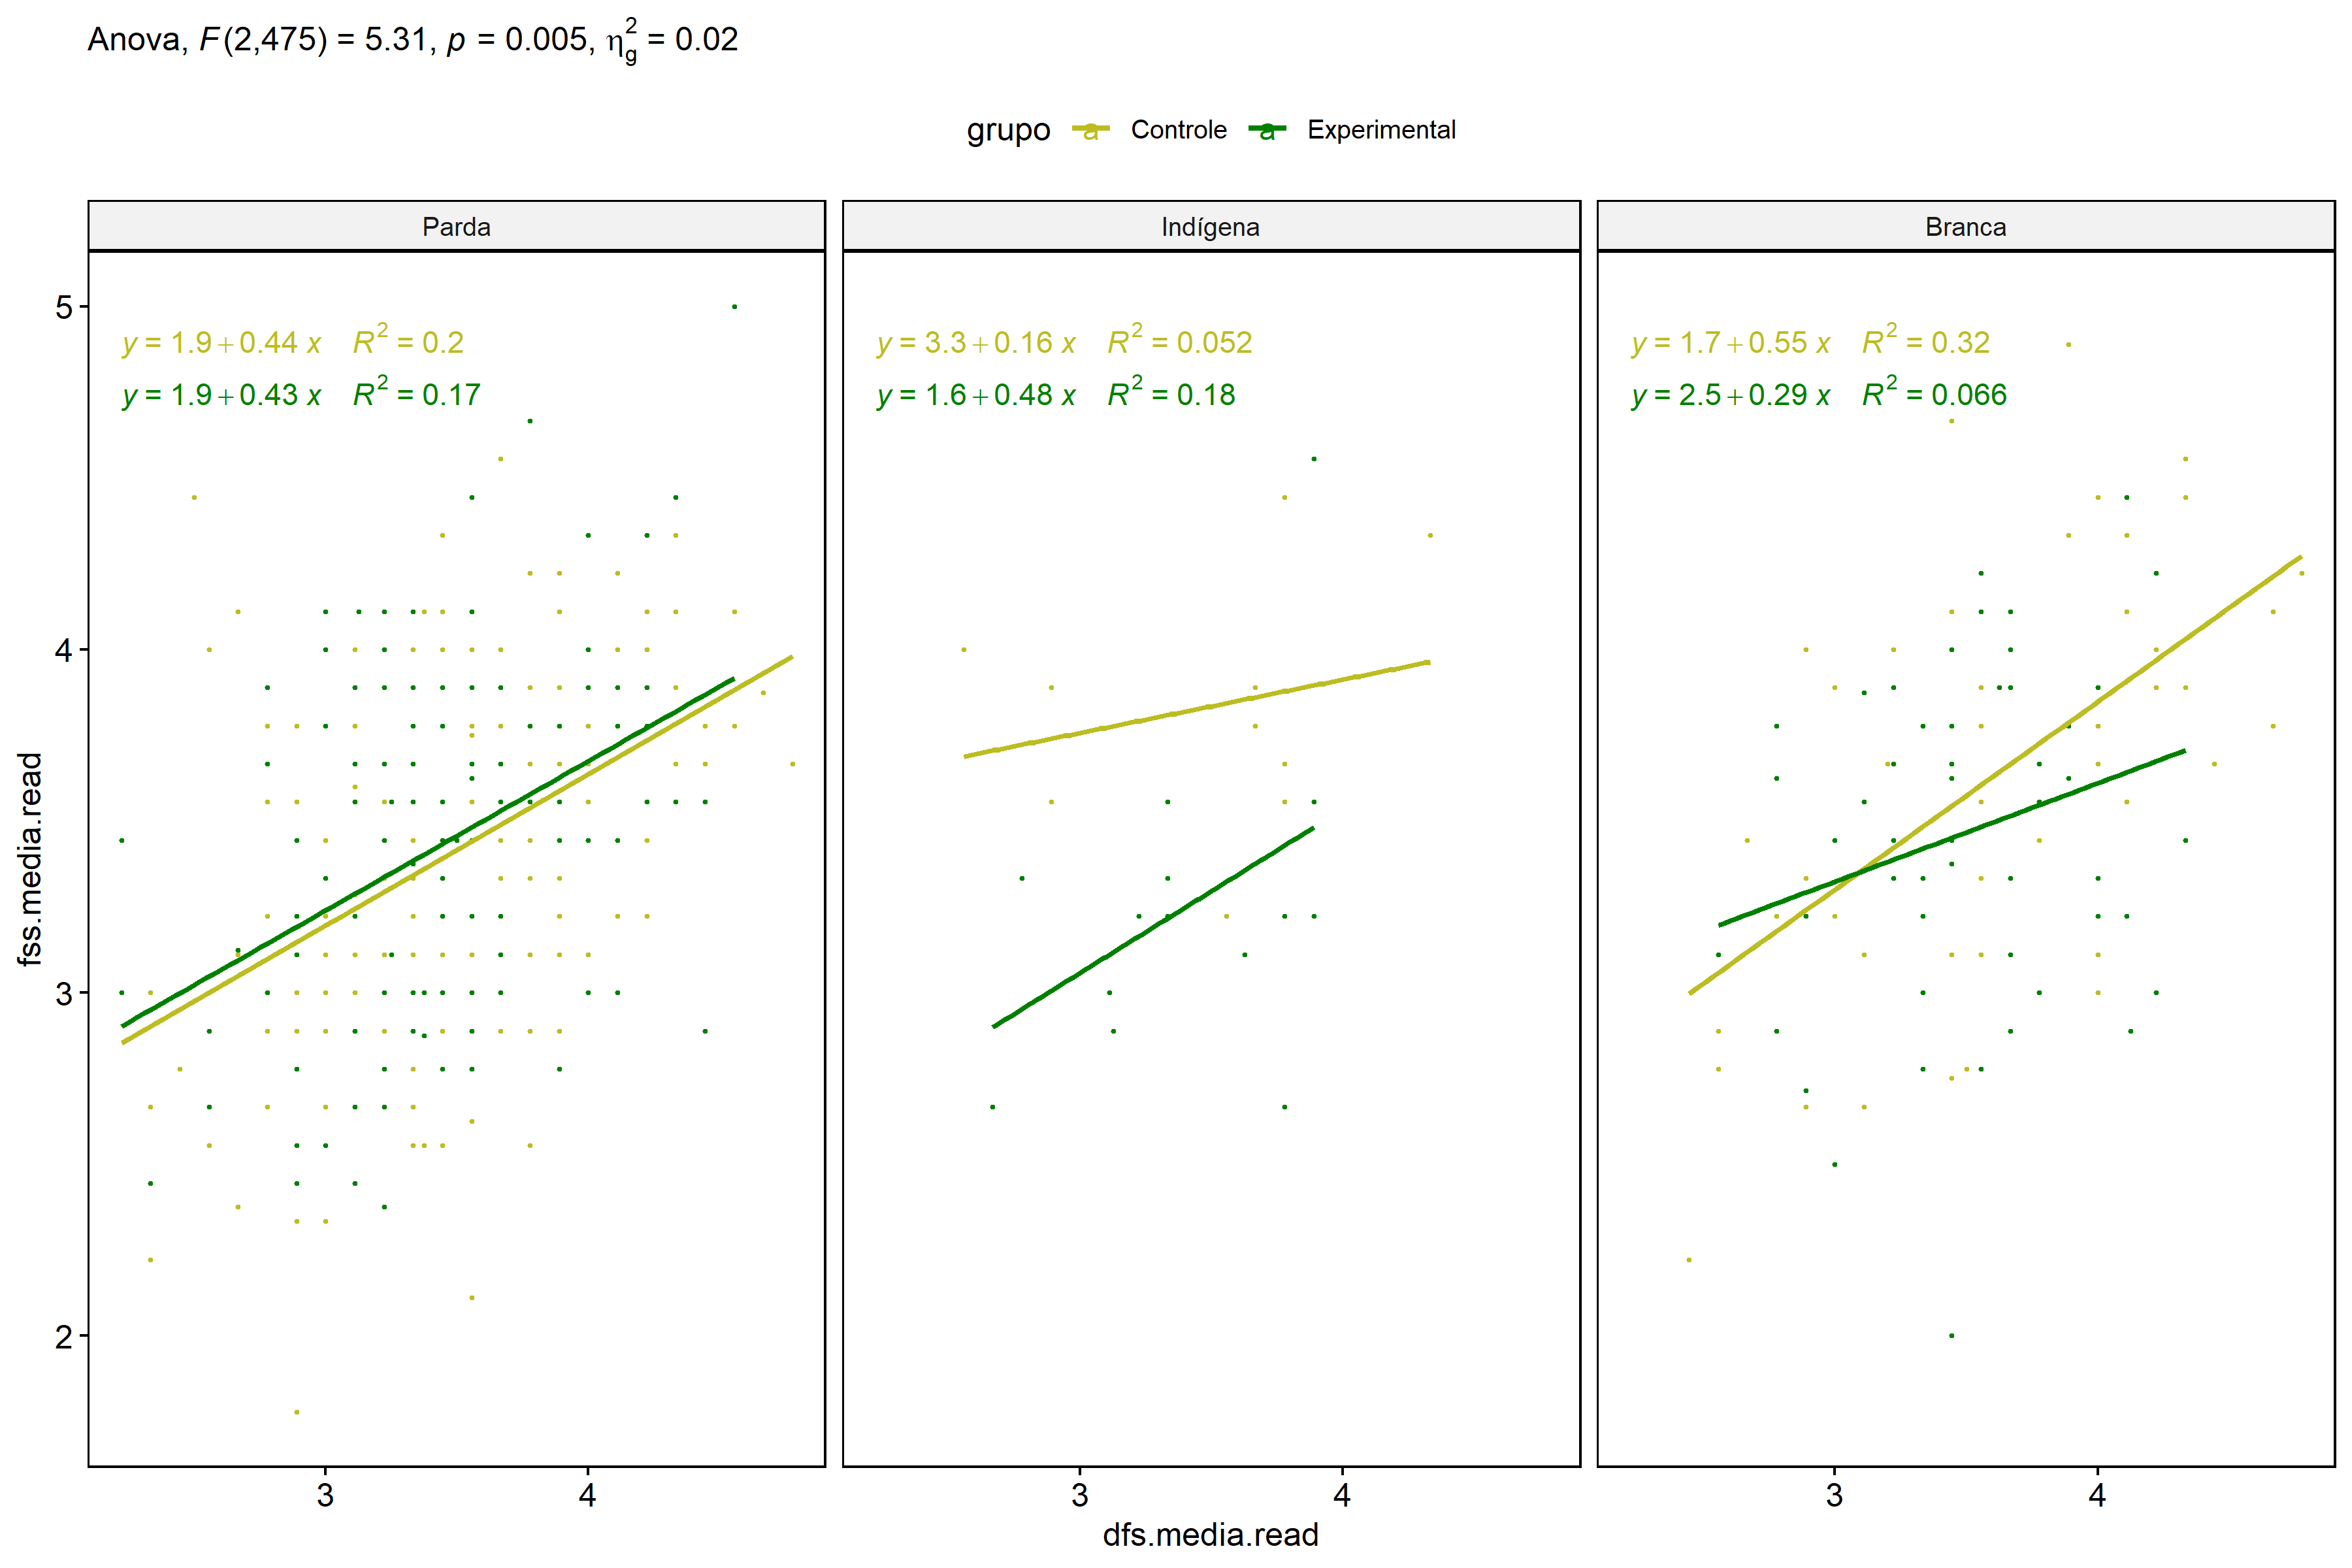 Anova, F(2,475) = 5.31, p = 0.005, η²g = 0.02
grupo a Controle a Experimental
Parda Indígena Branca
y = 1.9+0.44 x R² = 0.2
y = 1.9+0.43 x R² = 0.17
y = 3.3+0.16 x R² = 0.052
y = 1.6+0.48 x R² = 0.18
y = 1.7+0.55 x R² = 0.32
y = 2.5+0.29 x R² = 0.066
5
4
3
2
fss.media.read
3 4 3 4 3 4
dfs.media.read